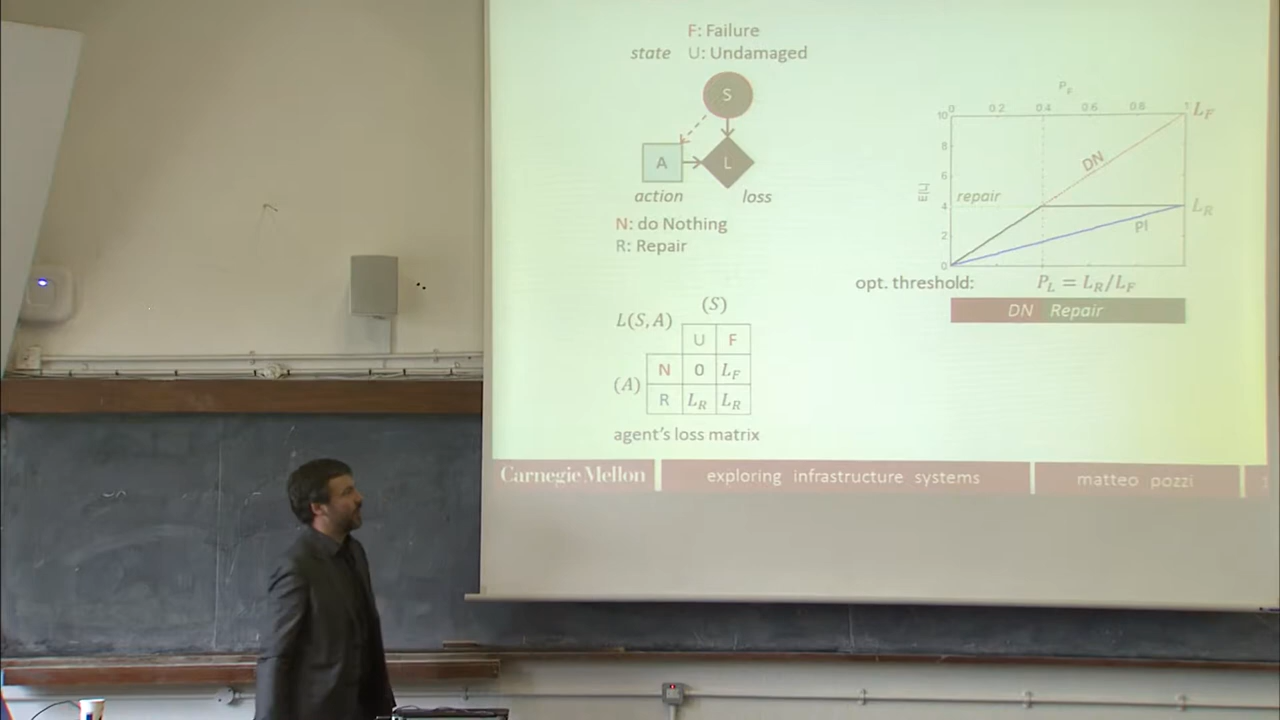 F: Failure
state U: Undamaged
S
A
L
action
loss
N: do Nothing
R: Repair
L(S,A)
(S)
U F
N 0 L_F
(A)
R L_R L_R
agent's loss matrix
P_F
0 0.2 0.4 0.6 0.8 1
10
8
6
4
2
0
E[L]
L_F
DN
repair
L_R
PI
opt. threshold: P_L = L_R/L_F
DN Repair
Carnegie Mellon exploring infrastructure systems matteo pozzi